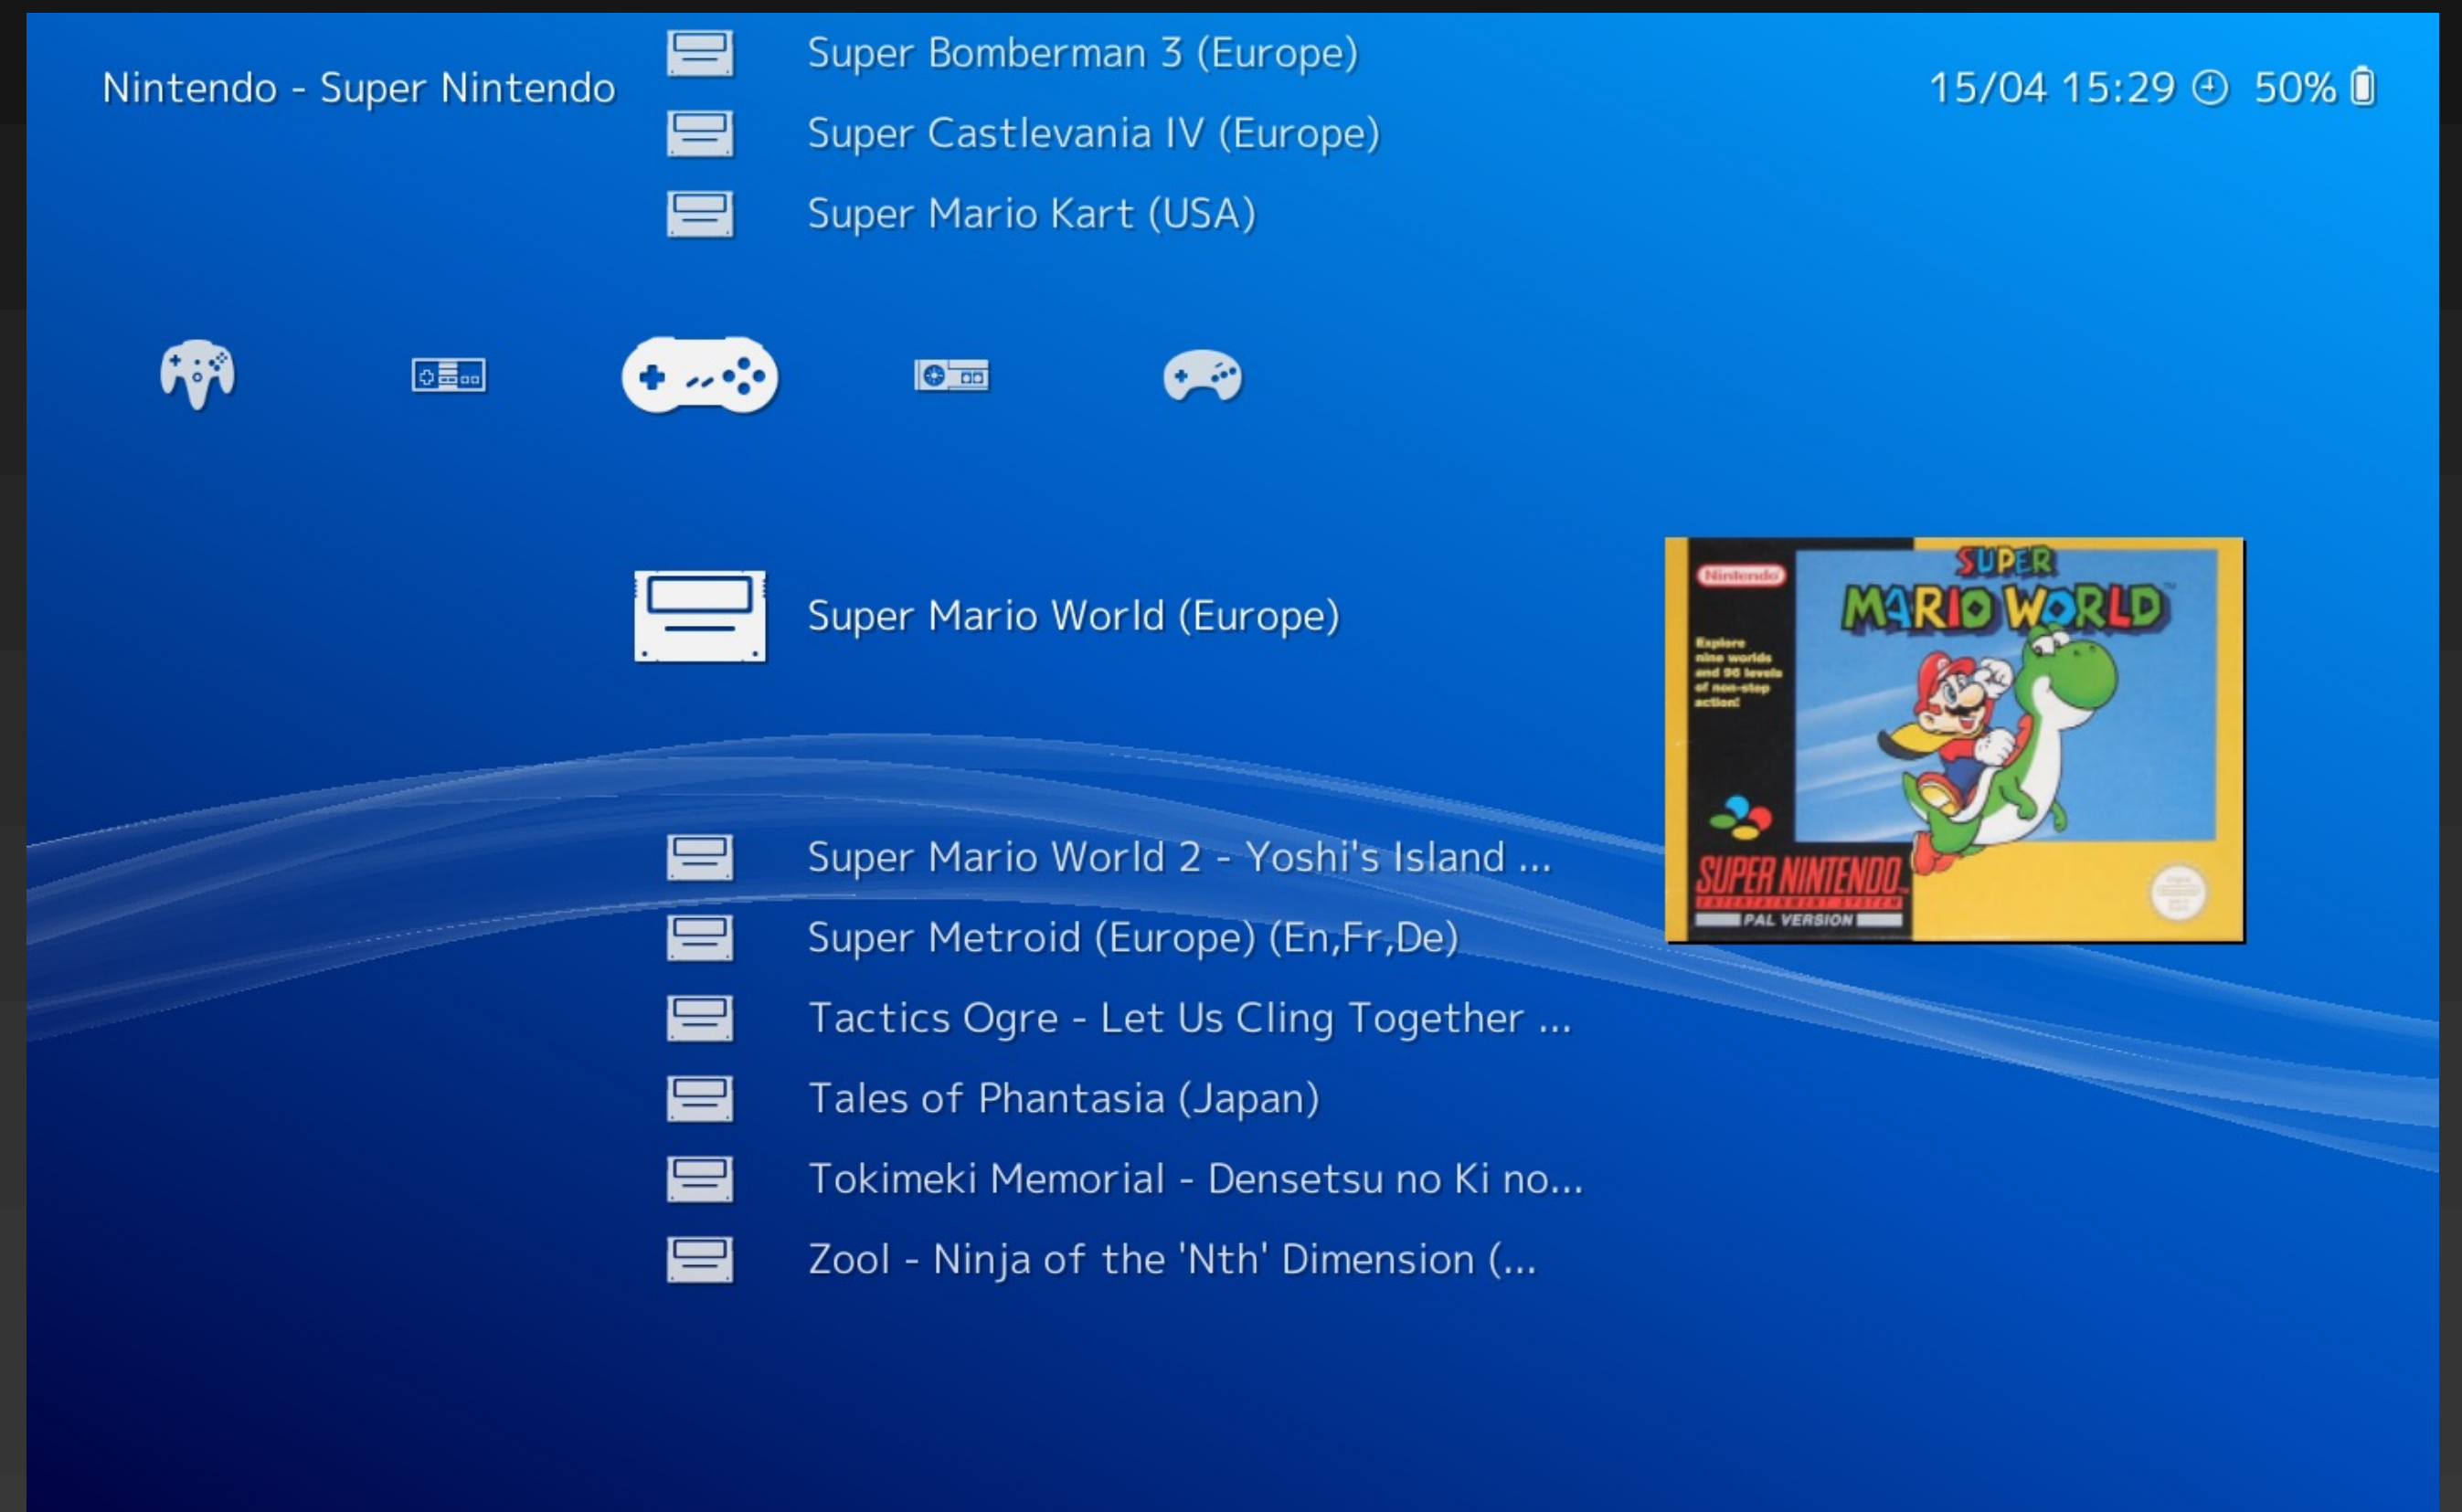 Super Bomberman 3 (Europe)
Nintendo - Super Nintendo
15/04 15:29 50%
Super Castlevania IV (Europe)
Super Mario Kart (USA)
Super Mario World (Europe)
Nintendo
SUPER
MARIO WORLD™
Explore
nine worlds
and 96 levels
of non-stop
action!
SUPER NINTENDO
ENTERTAINMENT SYSTEM
PAL VERSION
Super Mario World 2 - Yoshi's Island ...
Super Metroid (Europe) (En,Fr,De)
Tactics Ogre - Let Us Cling Together ...
Tales of Phantasia (Japan)
Tokimeki Memorial - Densetsu no Ki no...
Zool - Ninja of the 'Nth' Dimension (...